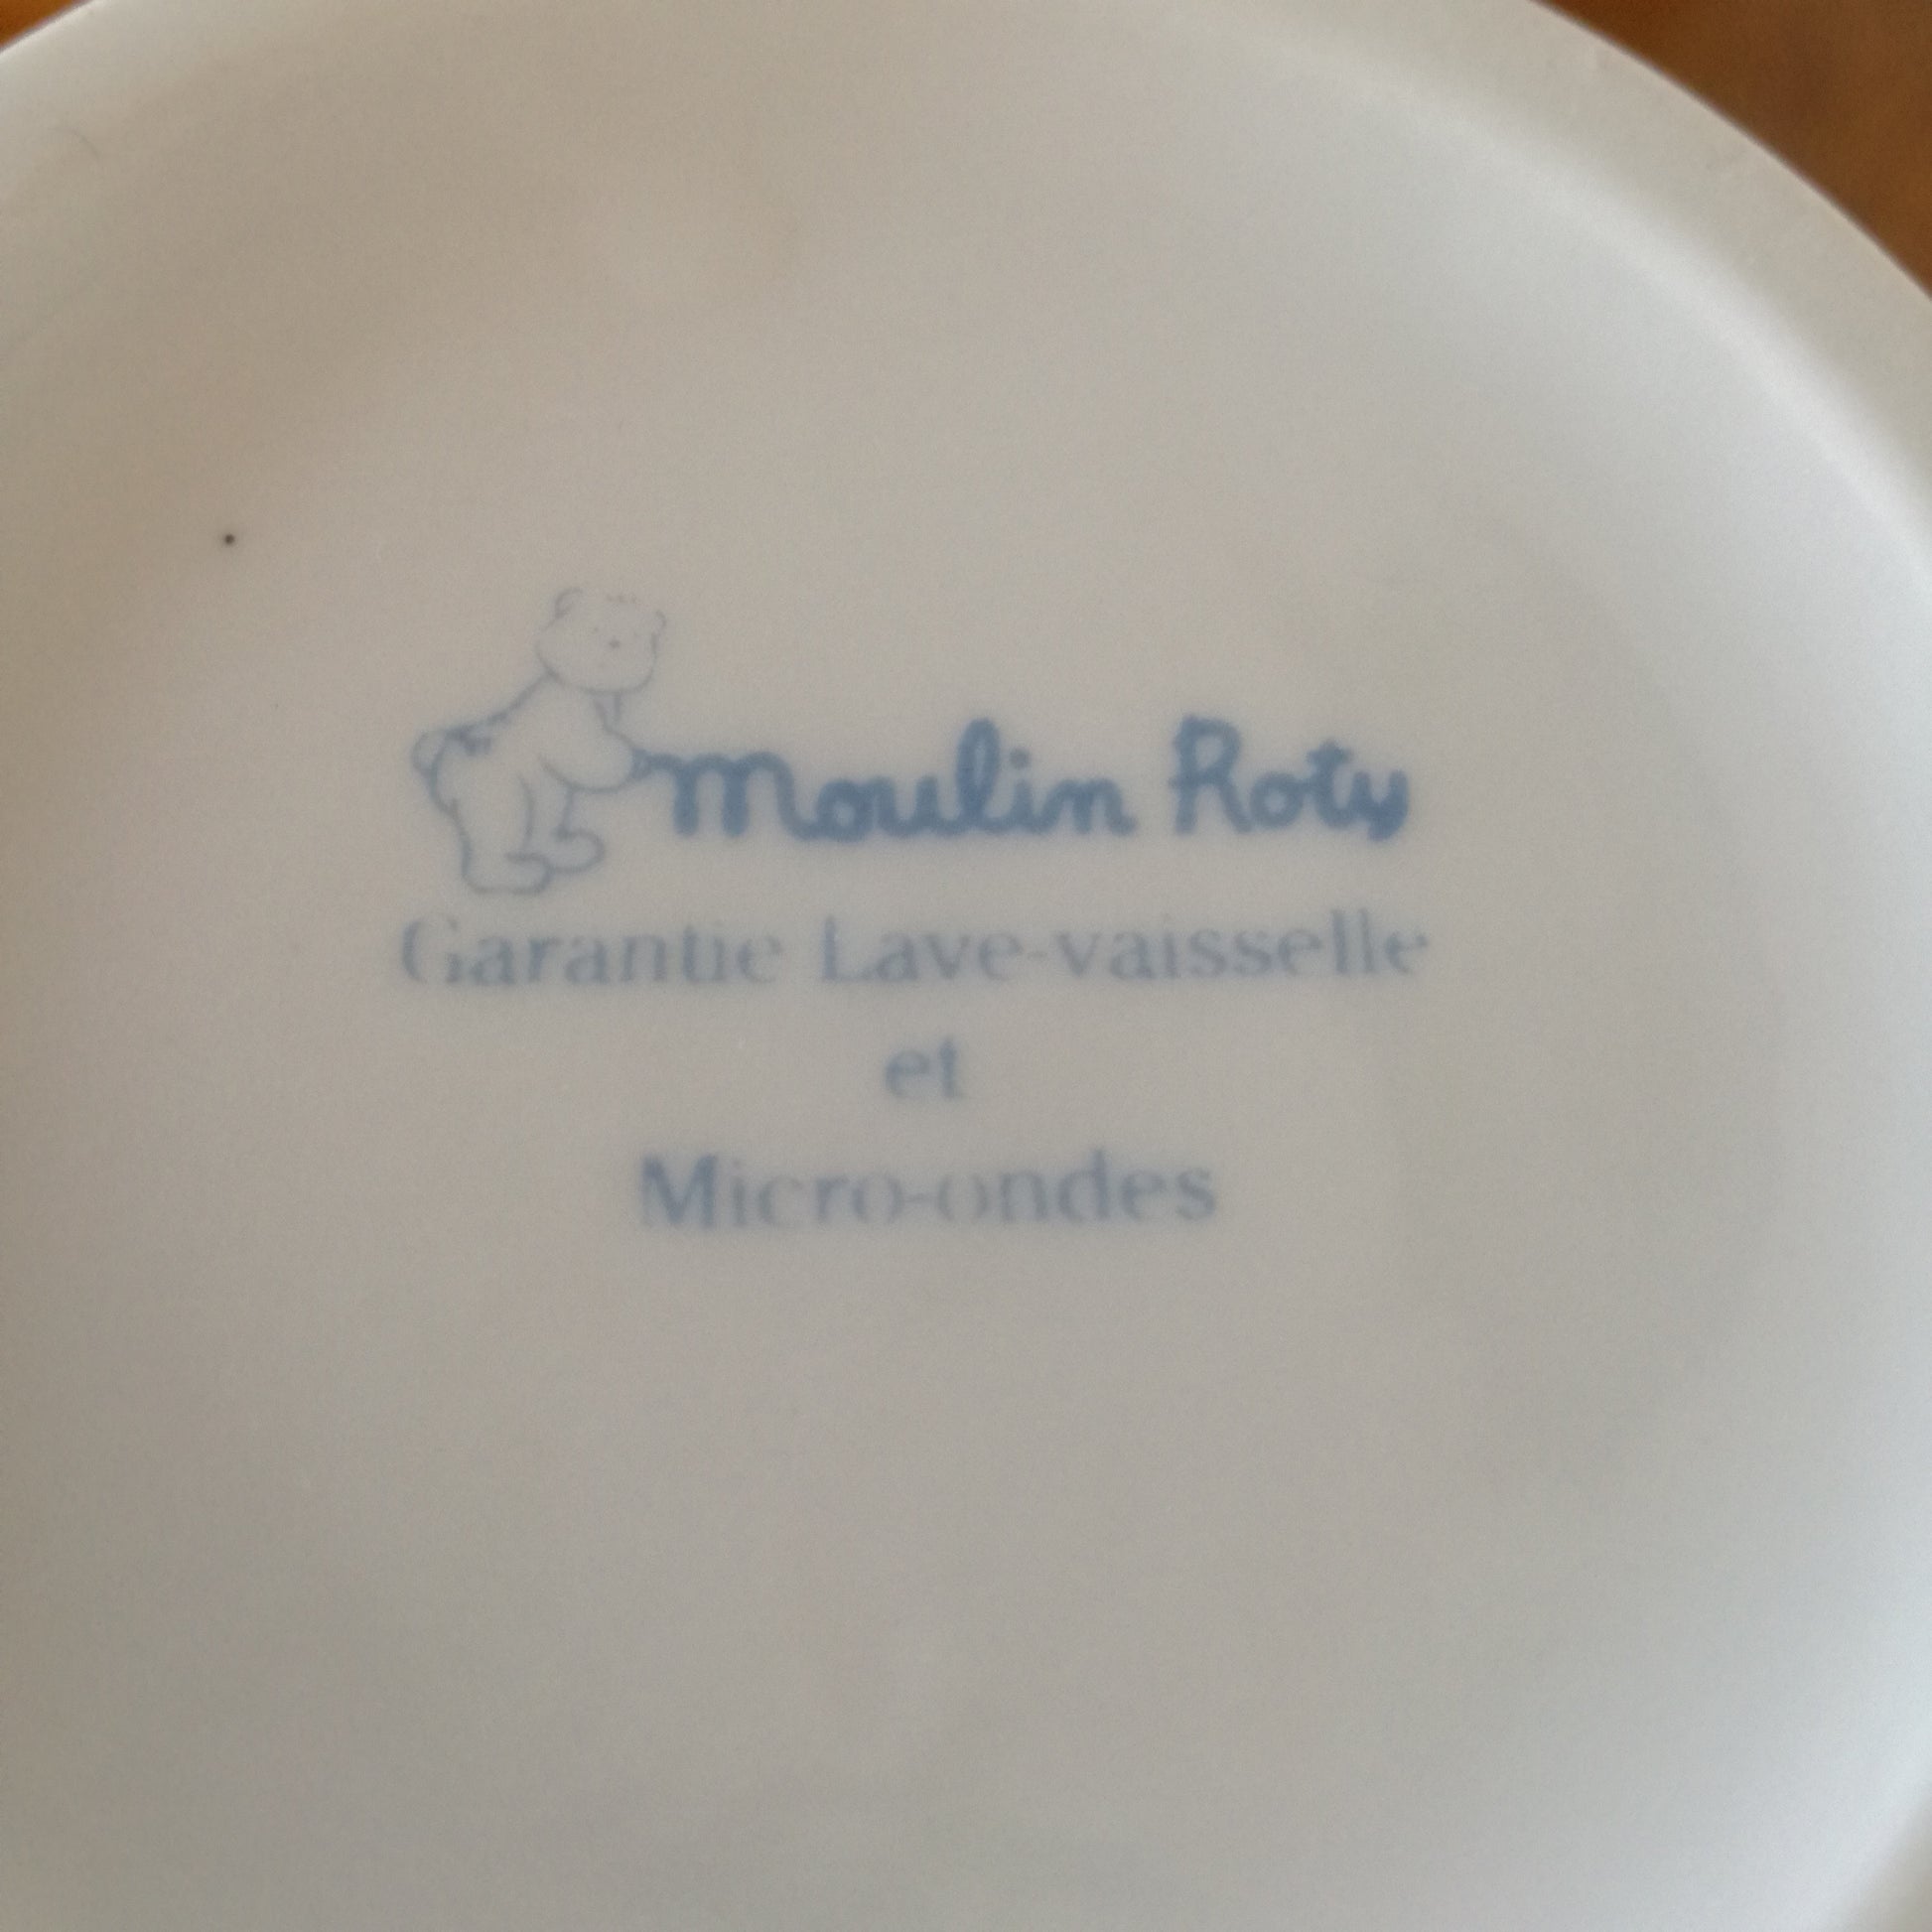 Moulin Roty
Garantie Lave-vaisselle
et
Micro-ondes